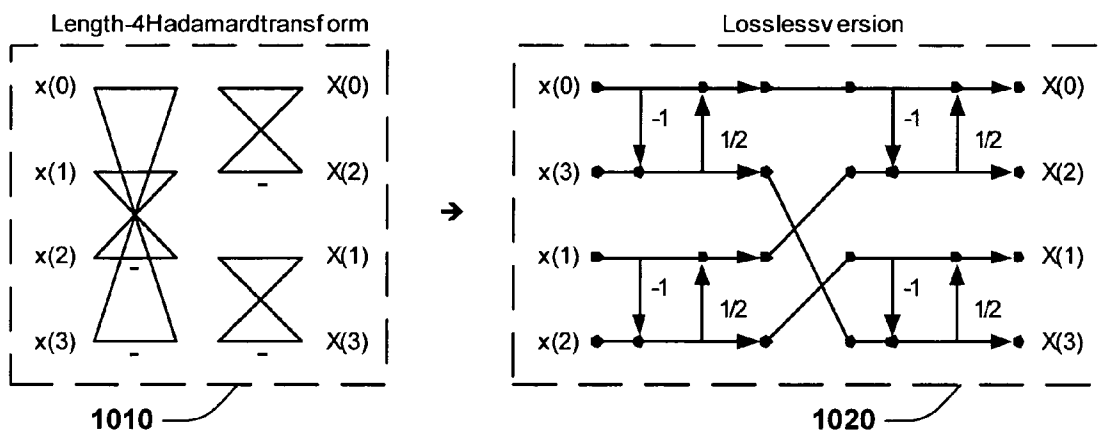 Length-4Hadamardtransform
x(0)
X(0)
x(1)
X(2)
-
x(2)
X(1)
-
x(3)
X(3)
-
-
1010
→
Losslessversion
x(0)
X(0)
-1
1/2
-1
1/2
x(3)
X(2)
x(1)
X(1)
-1
1/2
-1
1/2
x(2)
X(3)
1020